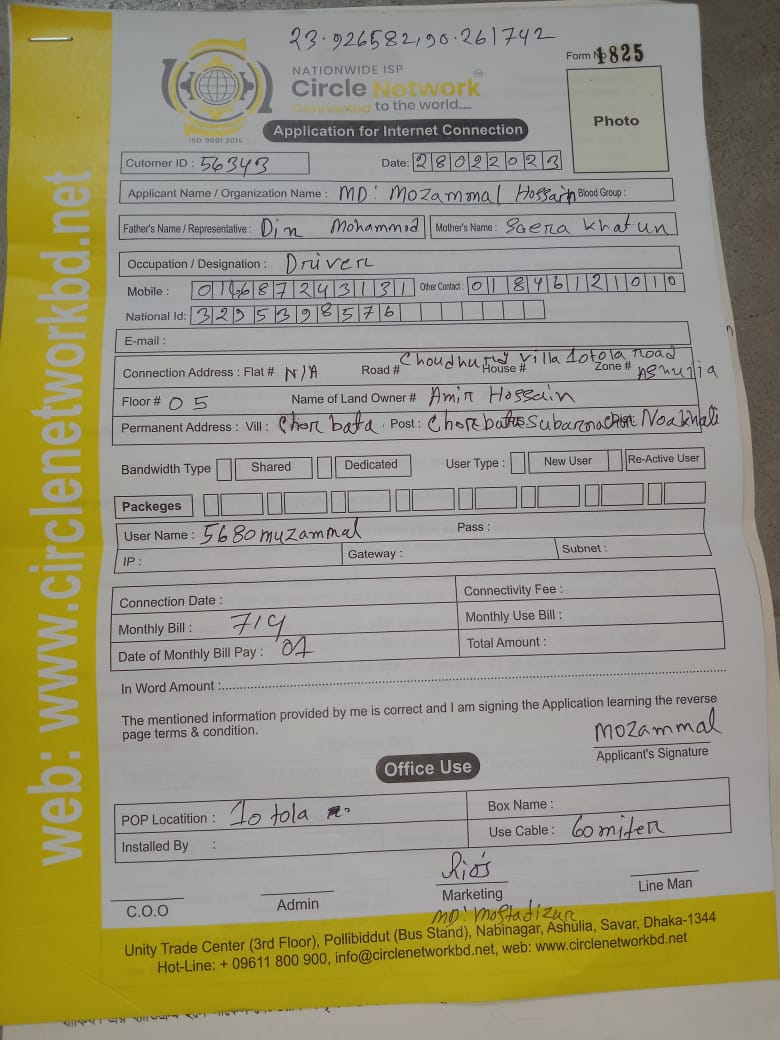 23.926582,90.261742
Form No 1825
NATIONWIDE ISP
Circle Network
Connected to the world.....
ISO 9001:2015
Application for Internet Connection
Photo
Cutomer ID : 56343
Date: 28022023
Applicant Name / Organization Name : MD: Mozammal Hossain Blood Group :
Father's Name / Representative : Din Mohammod Mother's Name : Saera Khatun
Occupation / Designation : Driver
Mobile : Other Contact : 01846121010
National Id: 3295398576
E-mail :
Connection Address : Flat # N/A Road # Choudhury House # Villa 10tola road Zone # Ashulia
Floor # 05 Name of Land Owner # Amir Hossain
Permanent Address : Vill : Chor bata Post : Chorbata Subarnachar Dist: Noakhali
Bandwidth Type Shared Dedicated User Type : New User Re-Active User
Packeges
User Name : 5680muzammal Pass :
IP : Gateway : Subnet :
Connection Date : Connectivity Fee :
Monthly Bill : 719 Monthly Use Bill :
Date of Monthly Bill Pay : 01 Total Amount :
In Word Amount :
The mentioned information provided by me is correct and I am signing the Application learning the reverse
page terms & condition.
Mozammal
Applicant's Signature
Office Use
POP Locatition : 10 tola Box Name :
Installed By : Use Cable : 60 miter
C.O.O Admin Marketing Line Man
MD: Mostafizur
Unity Trade Center (3rd Floor), Pollibiddut (Bus Stand), Nabinagar, Ashulia, Savar, Dhaka-1344
Hot-Line: + 09611 800 900, info@circlenetworkbd.net, web: www.circlenetworkbd.net
web: www.circlenetworkbd.net